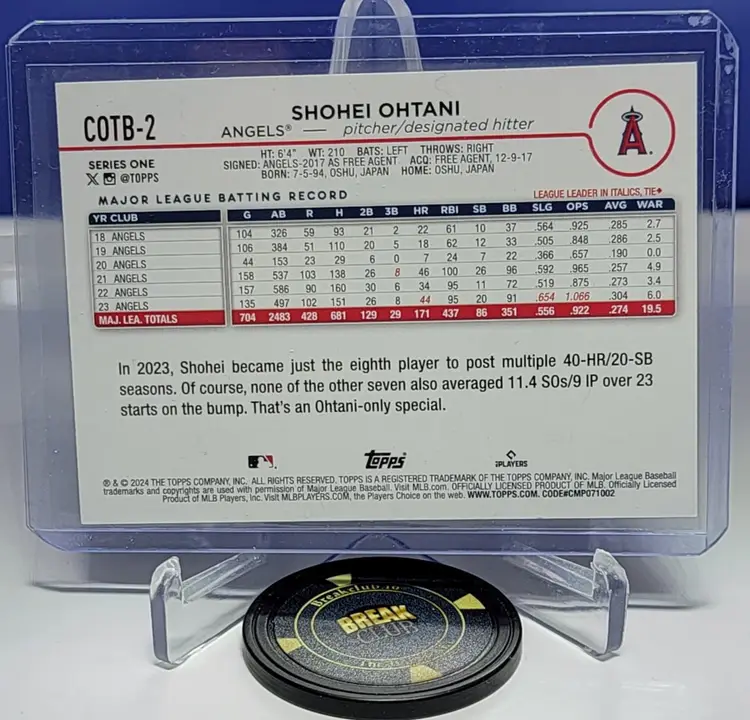 COTB-2
SHOHEI OHTANI
ANGELS® — pitcher/designated hitter
A
SERIES ONE
X @TOPPS
HT: 6'4" WT: 210 BATS: LEFT THROWS: RIGHT
SIGNED: ANGELS-2017 AS FREE AGENT ACQ: FREE AGENT, 12-9-17
BORN: 7-5-94, OSHU, JAPAN HOME: OSHU, JAPAN
MAJOR LEAGUE BATTING RECORD LEAGUE LEADER IN ITALICS, TIE♦
YR CLUB G AB R H 2B 3B HR RBI SB BB SLG OPS AVG WAR
18 ANGELS 104 326 59 93 21 2 22 61 10 37 .564 .925 .285 2.7
19 ANGELS 106 384 51 110 20 5 18 62 12 33 .505 .848 .286 2.5
20 ANGELS 44 153 23 29 6 0 7 24 7 22 .366 .657 .190 0.0
21 ANGELS 158 537 103 138 26 8 46 100 26 96 .592 .965 .257 4.9
22 ANGELS 157 586 90 160 30 6 34 95 11 72 .519 .875 .273 3.4
23 ANGELS 135 497 102 151 26 8 44 95 20 91 .654 1.066 .304 6.0
MAJ. LEA. TOTALS 704 2483 428 681 129 29 171 437 86 351 .556 .922 .274 19.5
In 2023, Shohei became just the eighth player to post multiple 40-HR/20-SB
seasons. Of course, none of the other seven also averaged 11.4 SOs/9 IP over 23
starts on the bump. That's an Ohtani-only special.
Topps
PLAYERS
® & © 2024 THE TOPPS COMPANY, INC. ALL RIGHTS RESERVED. TOPPS IS A REGISTERED TRADEMARK OF THE TOPPS COMPANY, INC. Major League Baseball
trademarks and copyrights are used with permission of Major League Baseball. Visit MLB.com. OFFICIALLY LICENSED PRODUCT OF MLB. Officially Licensed
Product of MLB Players, Inc. Visit MLBPLAYERS.COM, the Players Choice on the web. WWW.TOPPS.COM. CODE#CMP071002
Breakclub.io
BREAK
CLUB